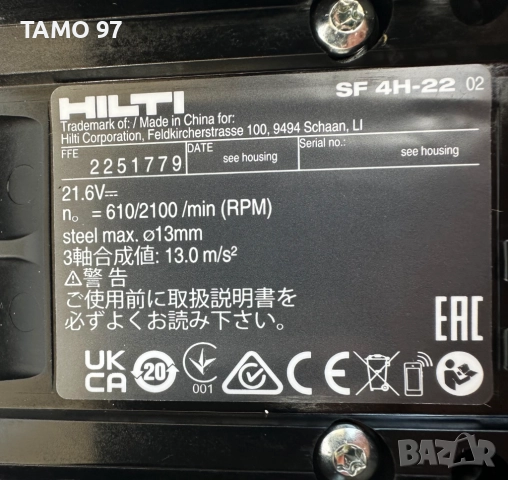 TAMO 97
HILTI
SF 4H-22 02
Trademark of: / Made in China for:
Hilti Corporation, Feldkircherstrasse 100, 9494 Schaan, LI
FFE
2251779
DATE
see housing
Serial no.:
see housing
21.6V⎓
n₀ = 610/2100 /min (RPM)
steel max. ø13mm
3軸合成値: 13.0 m/s²
⚠警告
ご使用前に取扱説明書を
必ずよくお読み下さい。
EAC
UK
CA
20
001
CE
BAZAR